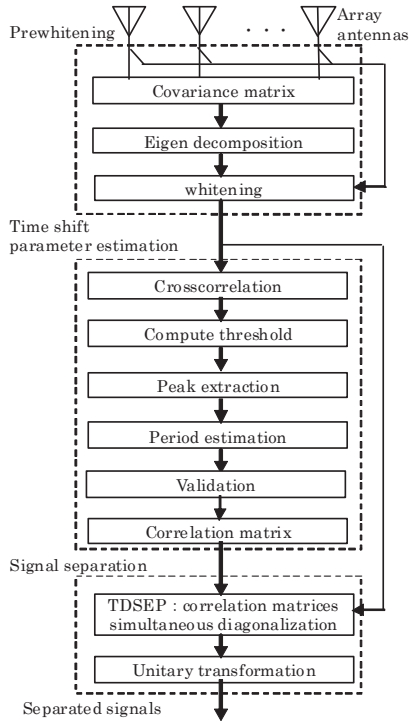 Prewhitening
Array
antennas
Covariance matrix
Eigen decomposition
whitening
Time shift
parameter estimation
Crosscorrelation
Compute threshold
Peak extraction
Period estimation
Validation
Correlation matrix
Signal separation
TDSEP : correlation matrices
simultaneous diagonalization
Unitary transformation
Separated signals